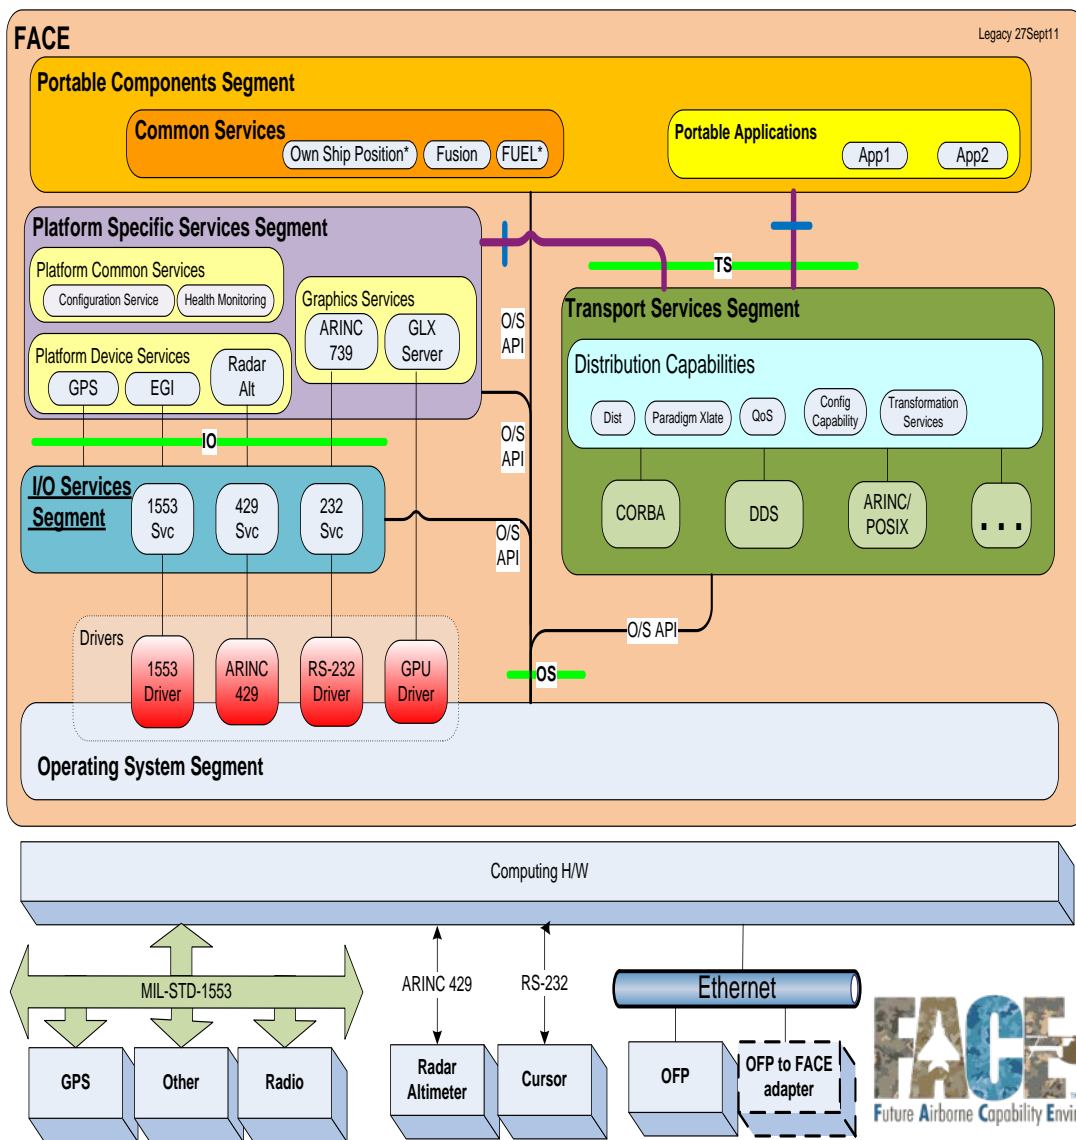 FACE
Legacy 27Sept11
Portable Components Segment
Common Services
Own Ship Position*
Fusion
FUEL*
Portable Applications
App1
App2
Platform Specific Services Segment
Platform Common Services
Configuration Service
Health Monitoring
Graphics Services
ARINC
739
GLX
Server
Platform Device Services
GPS
EGI
Radar
Alt
TS
O/S
API
Transport Services Segment
Distribution Capabilities
Dist
Paradigm Xlate
QoS
Config
Capability
Transformation
Services
CORBA
DDS
ARINC/
POSIX
...
O/S
API
IO
I/O Services
Segment
1553
Svc
429
Svc
232
Svc
O/S
API
O/S API
Drivers
1553
Driver
ARINC
429
RS-232
Driver
GPU
Driver
OS
Operating System Segment
Computing H/W
MIL-STD-1553
ARINC 429
RS-232
Ethernet
GPS
Other
Radio
Radar
Altimeter
Cursor
OFP
OFP to FACE
adapter
FACE
Future Airborne Capability Envi